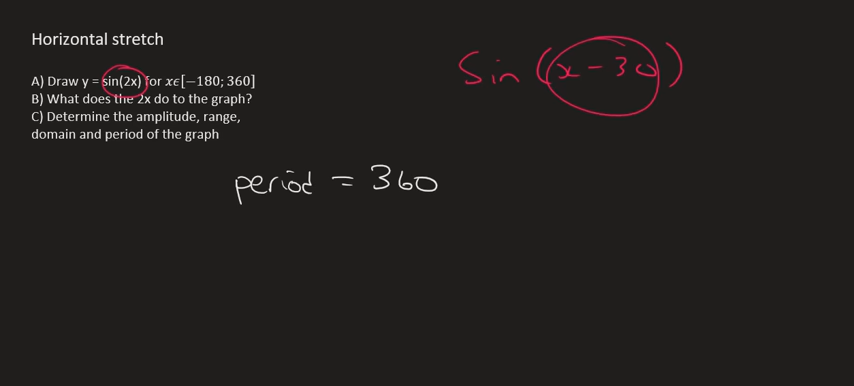 Horizontal stretch
A) Draw y = sin(2x) for xϵ[−180; 360]
B) What does the 2x do to the graph?
C) Determine the amplitude, range,
domain and period of the graph
Sin (x − 30)
period = 360